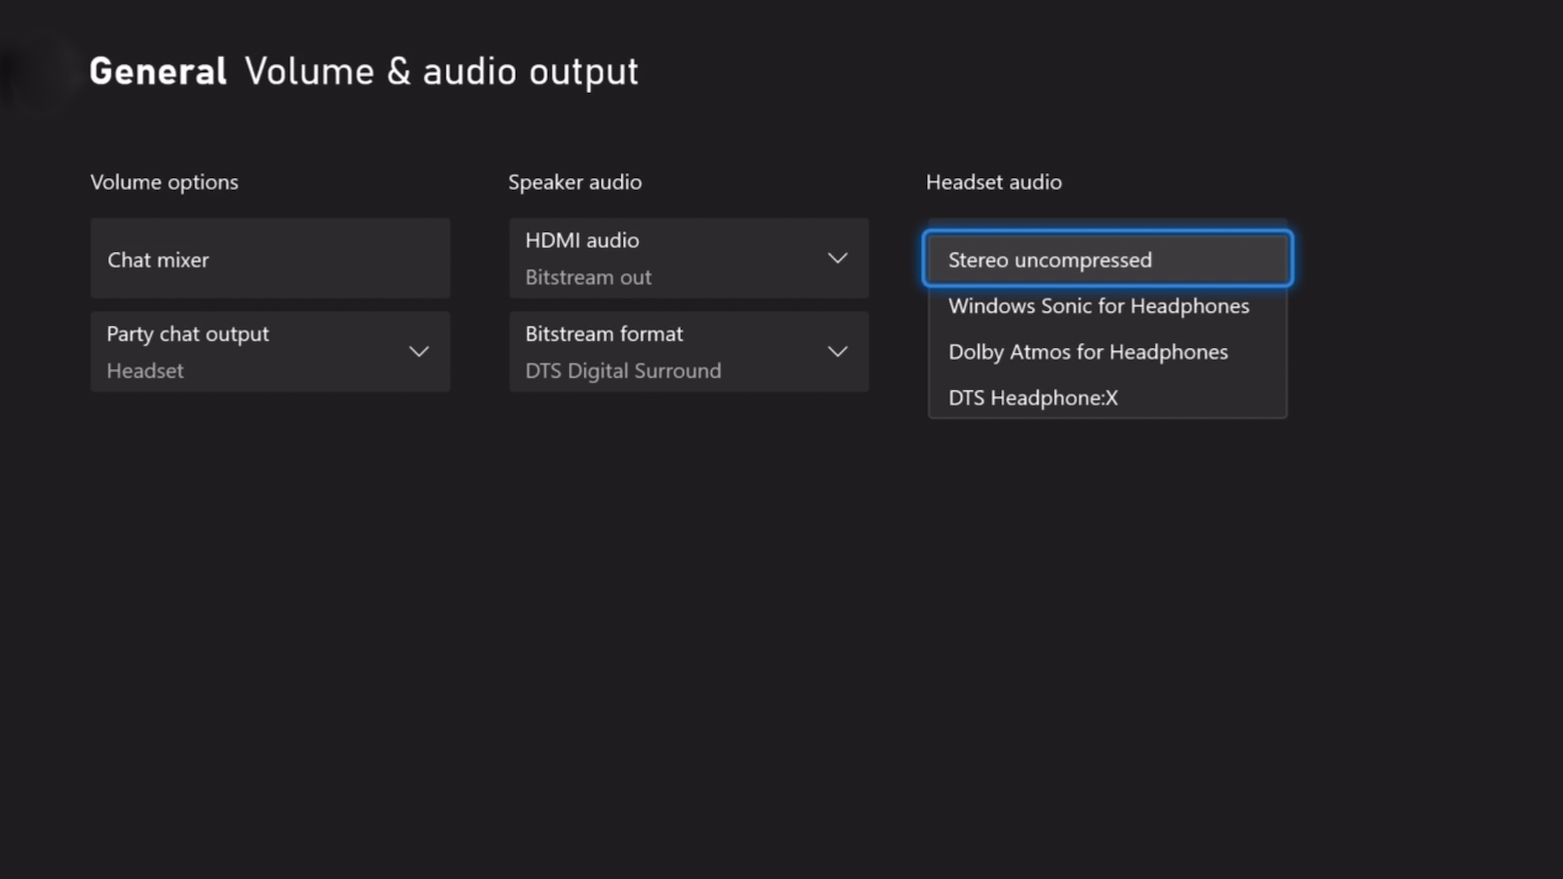 General Volume & audio output
Volume options
Chat mixer
Party chat output
Headset
Speaker audio
HDMI audio
Bitstream out
Bitstream format
DTS Digital Surround
Headset audio
Stereo uncompressed
Windows Sonic for Headphones
Dolby Atmos for Headphones
DTS Headphone:X